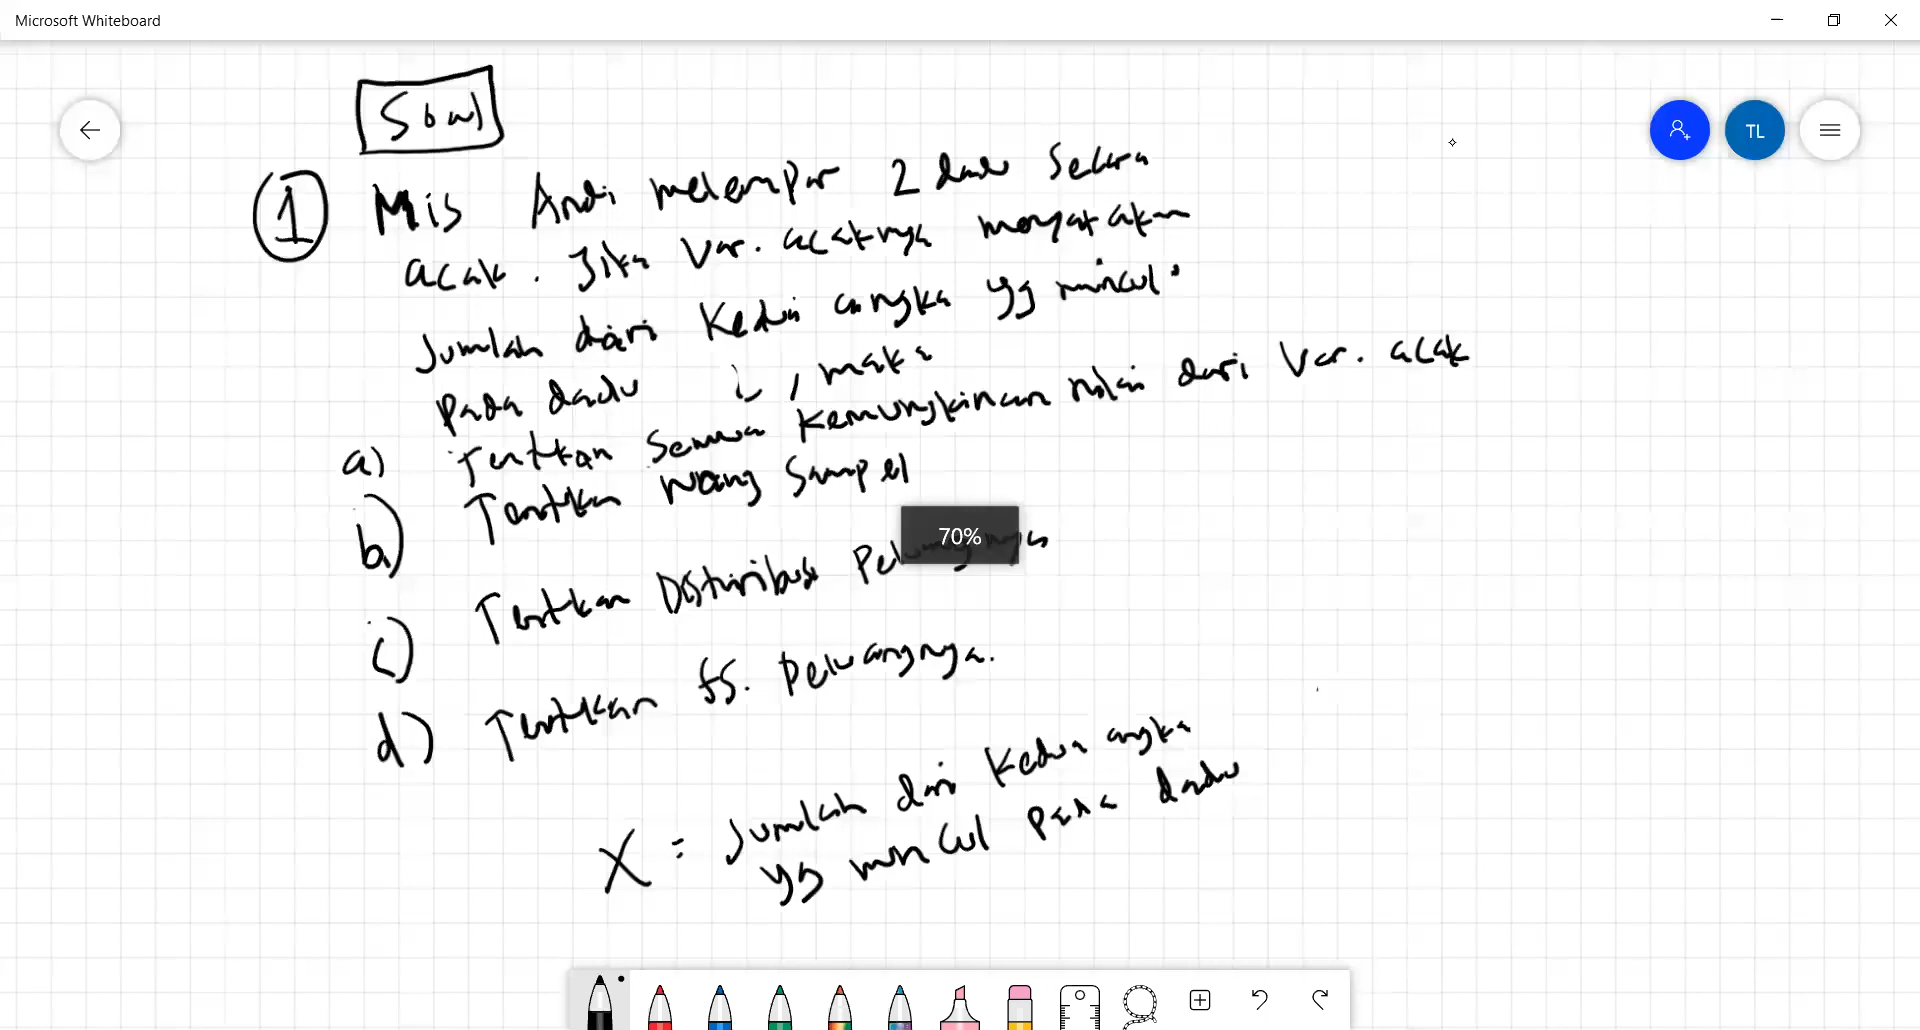 Microsoft Whiteboard
Soal
TL
1 Mis Andi melempar 2 dadu secara
acak. Jika Var. acaknya menyatakan
Jumlah dari Kedua angka yg muncul
pada dadu , maka
a) Tentkan Semua Kemungkinan nilai dari Var. acak
b) Tentkan ruang Sampel
70%
c) Tentkan Distribusi Peluangnya
d) Tentkan fs. Peluangnya.
X = Jumlah dari Kedua angka
yg muncul pada dadu